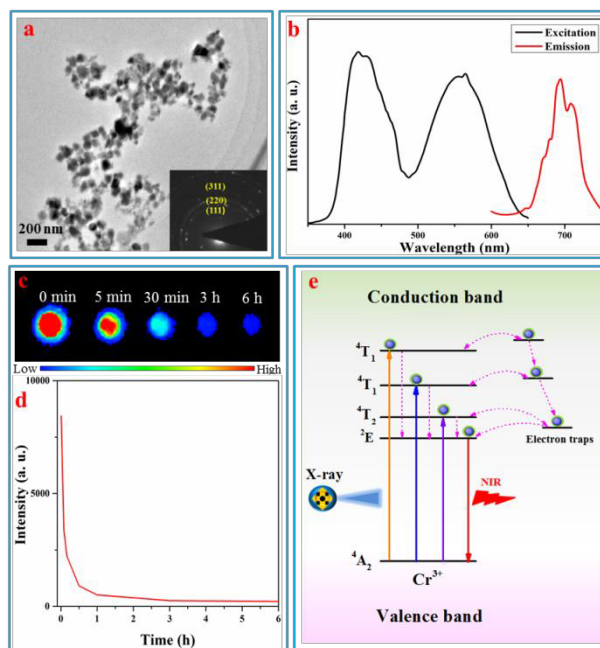 a
(311)
(220)
(111)
200 nm
b
Excitation
Emission
Intensity (a. u.)
400 500 600 700
Wavelength (nm)
c
0 min 5 min 30 min 3 h 6 h
Low High
d
10000
5000
0
Intensity (a. u.)
0 1 2 3 4 5 6
Time (h)
e
Conduction band
⁴T₁
⁴T₁
⁴T₂
²E
Electron traps
X-ray
NIR
⁴A₂
Cr³⁺
Valence band